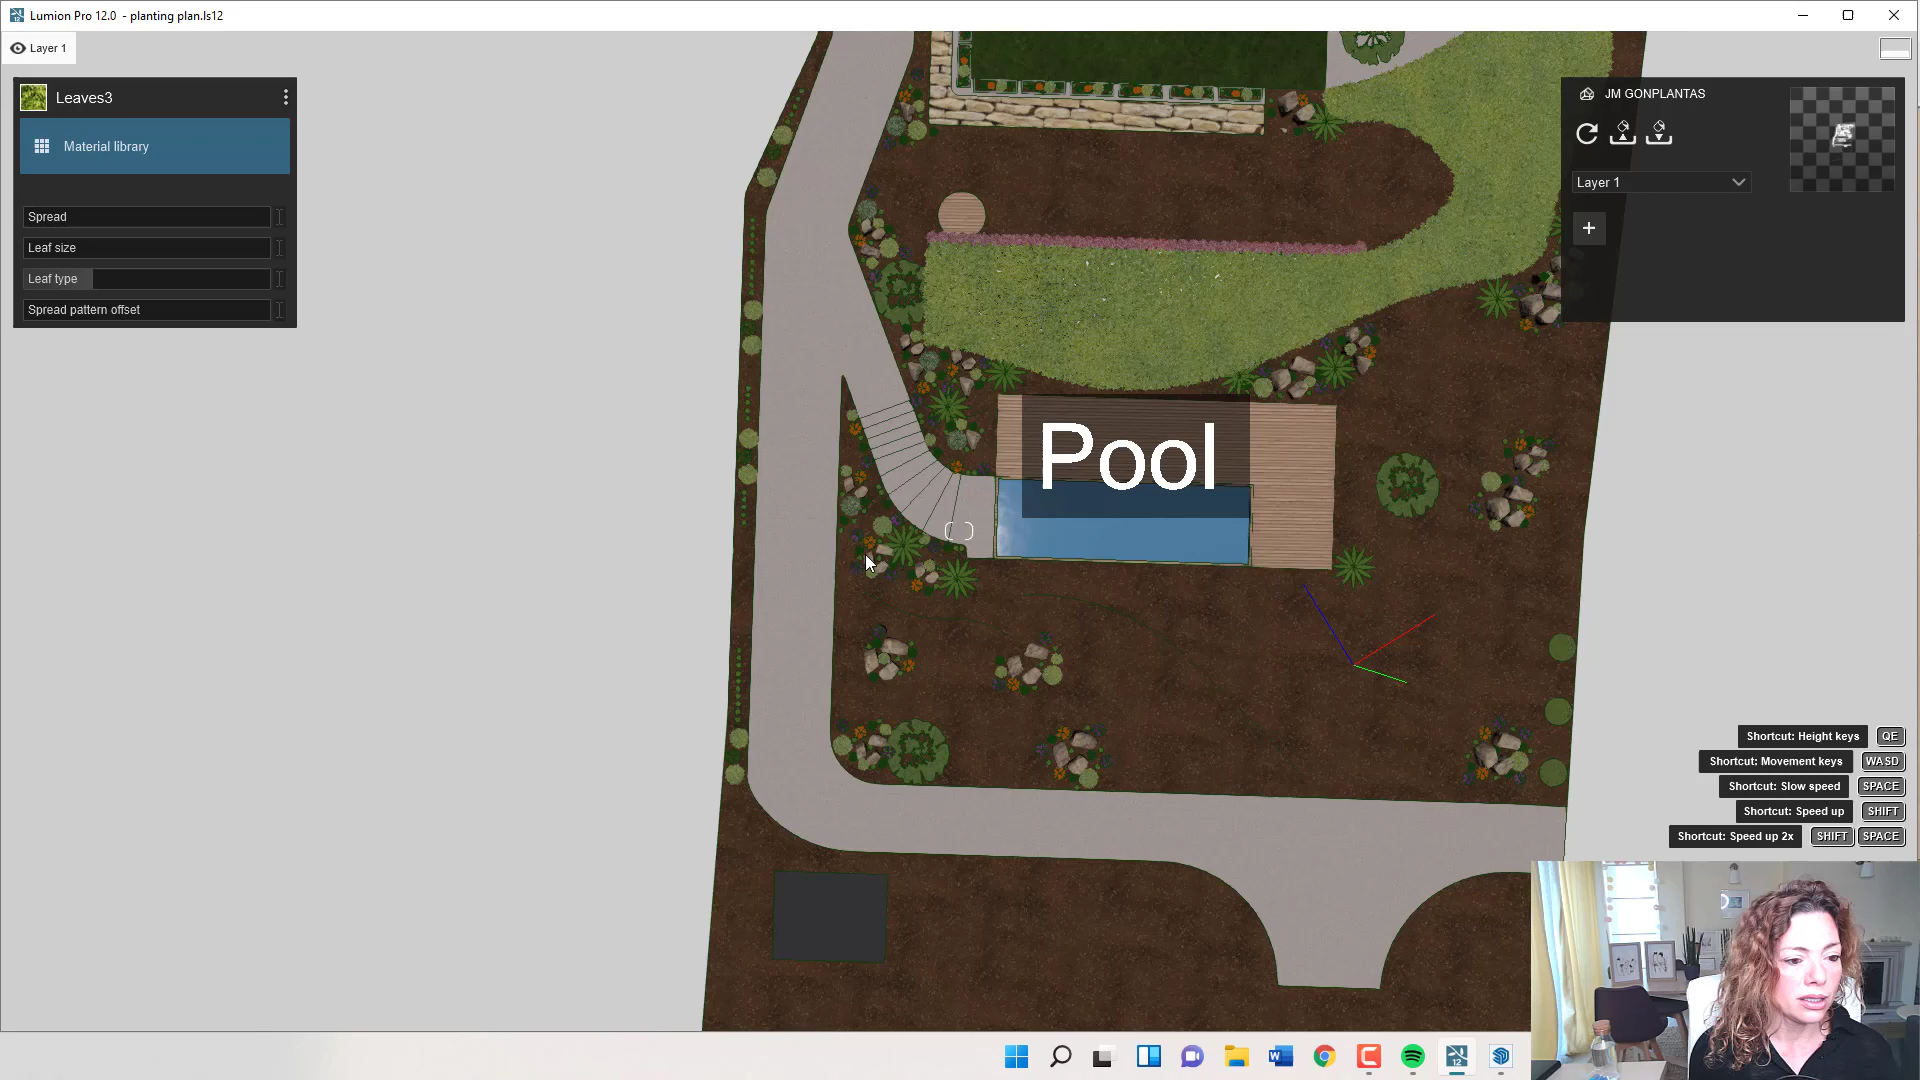 Lumion Pro 12.0 - planting plan.ls12
Layer 1
Leaves3
Material library
Spread
Leaf size
Leaf type
Spread pattern offset
JM GONPLANTAS
Layer 1
+
Pool
Shortcut: Height keys QE
Shortcut: Movement keys WASD
Shortcut: Slow speed SPACE
Shortcut: Speed up SHIFT
Shortcut: Speed up 2x SHIFT SPACE
12